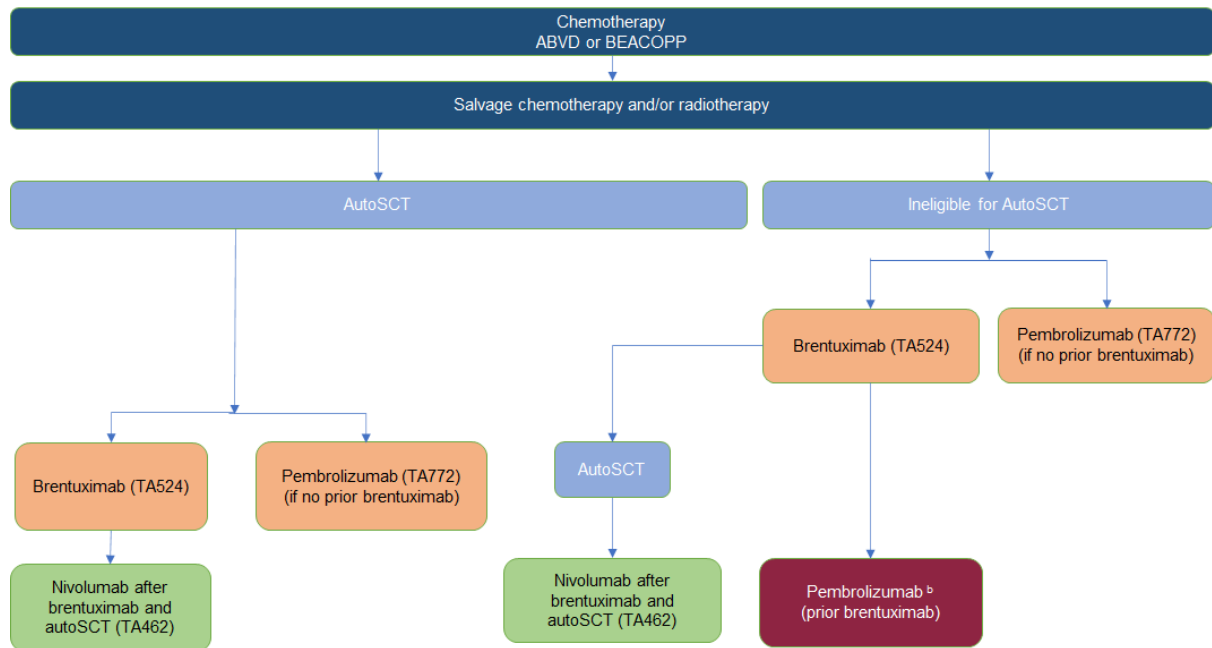 Chemotherapy
ABVD or BEACOPP
Salvage chemotherapy and/or radiotherapy
AutoSCT
Ineligible for AutoSCT
Brentuximab (TA524)
Pembrolizumab (TA772)
(if no prior brentuximab)
Brentuximab (TA524)
Pembrolizumab (TA772)
(if no prior brentuximab)
AutoSCT
Nivolumab after
brentuximab and
autoSCT (TA462)
Nivolumab after
brentuximab and
autoSCT (TA462)
Pembrolizumab b
(prior brentuximab)